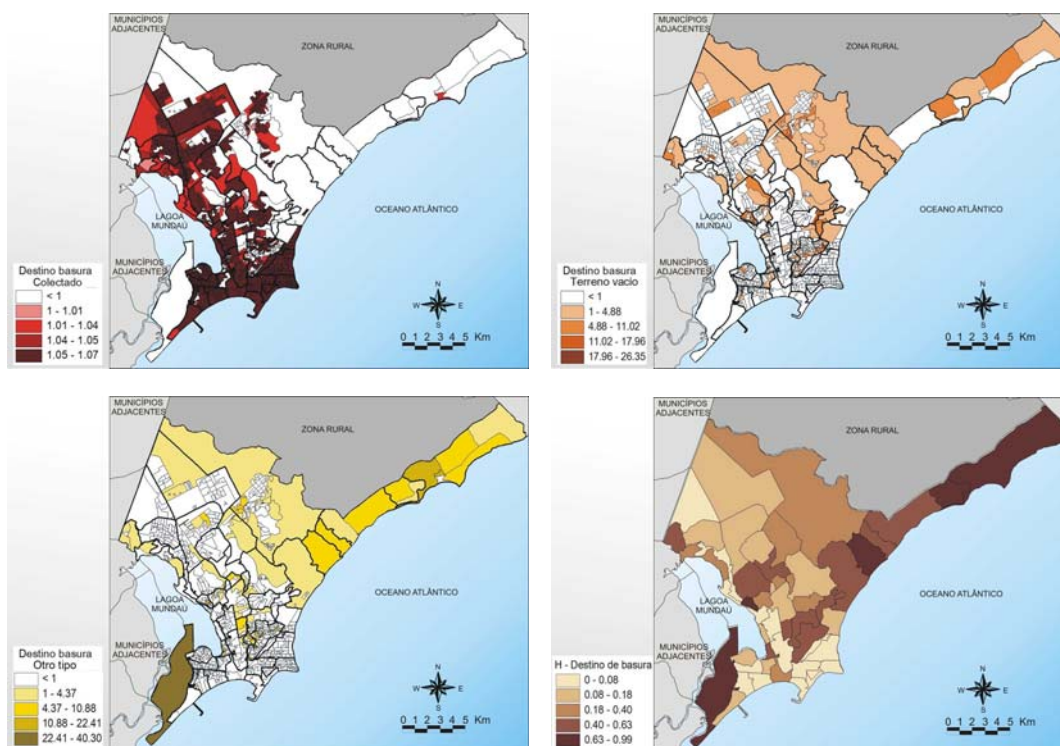 MUNICÍPIOS
ADJACENTES
ZONA RURAL
LAGOA
MUNDAÚ
OCEANO ATLÂNTICO
MUNICÍPIOS
ADJACENTES
Destino basura
Colectado
< 1
1 - 1.01
1.01 - 1.04
1.04 - 1.05
1.05 - 1.07
N
W E
S
0 1 2 3 4 5 Km
MUNICÍPIOS
ADJACENTES
ZONA RURAL
LAGOA
MUNDAÚ
OCEANO ATLÂNTICO
MUNICÍPIOS
ADJACENTES
Destino basura
Terreno vacio
< 1
1 - 4.88
4.88 - 11.02
11.02 - 17.96
17.96 - 26.35
N
W E
S
0 1 2 3 4 5 Km
MUNICÍPIOS
ADJACENTES
ZONA RURAL
LAGOA
MUNDAÚ
OCEANO ATLÂNTICO
MUNICÍPIOS
ADJACENTES
Destino basura
Otro tipo
< 1
1 - 4.37
4.37 - 10.88
10.88 - 22.41
22.41 - 40.30
N
W E
S
0 1 2 3 4 5 Km
MUNICÍPIOS
ADJACENTES
ZONA RURAL
LAGOA
MUNDAÚ
OCEANO ATLÂNTICO
MUNICÍPIOS
ADJACENTES
H - Destino de basura
0 - 0.08
0.08 - 0.18
0.18 - 0.40
0.40 - 0.63
0.63 - 0.99
N
W E
S
0 1 2 3 4 5 Km